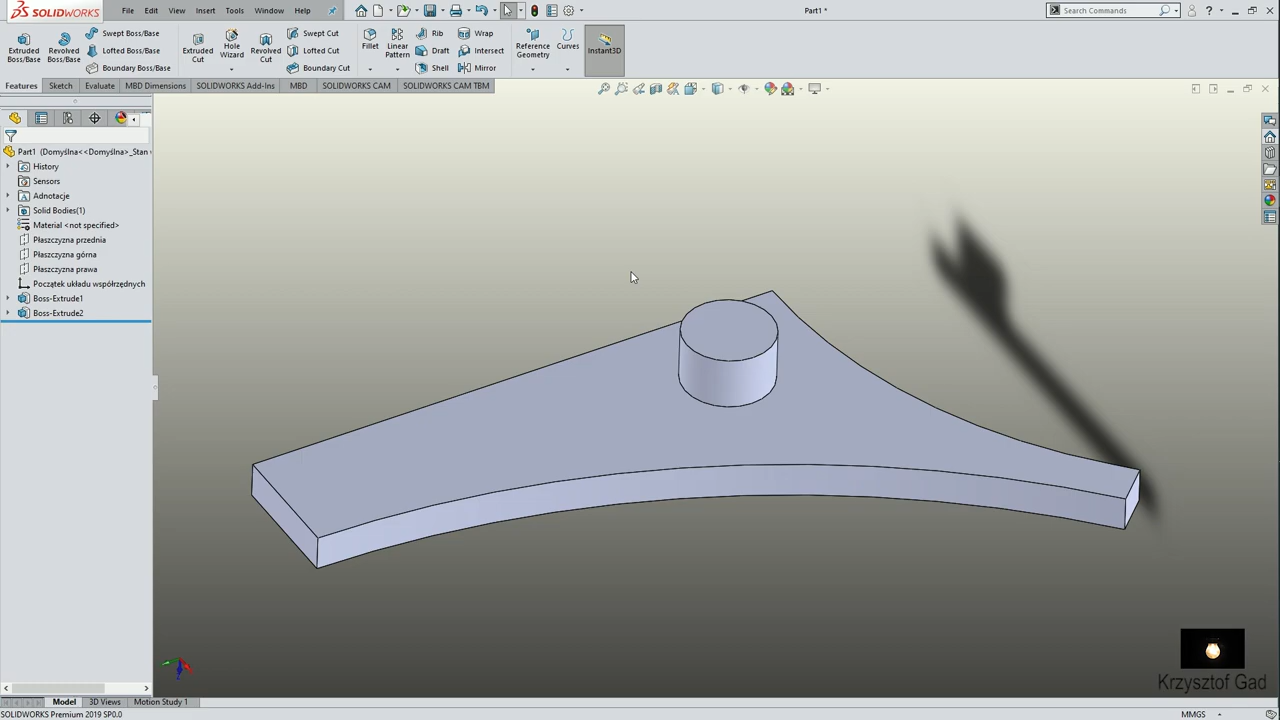 SOLIDWORKS File Edit View Insert Tools Window Help Part1 * Search Commands ?
Extruded Boss/Base
Revolved Boss/Base
Swept Boss/Base
Lofted Boss/Base
Boundary Boss/Base
Extruded Cut
Hole Wizard
Revolved Cut
Swept Cut
Lofted Cut
Boundary Cut
Fillet
Linear Pattern
Rib
Draft
Shell
Wrap
Intersect
Mirror
Reference Geometry
Curves
Instant3D
Features Sketch Evaluate MBD Dimensions SOLIDWORKS Add-Ins MBD SOLIDWORKS CAM SOLIDWORKS CAM TBM
Part1 (Domyślna<<Domyślna>_Stan
History
Sensors
Adnotacje
Solid Bodies(1)
Material <not specified>
Płaszczyzna przednia
Płaszczyzna górna
Płaszczyzna prawa
Początek układu współrzędnych
Boss-Extrude1
Boss-Extrude2
Krzysztof Gad
Model 3D Views Motion Study 1
SOLIDWORKS Premium 2019 SP0.0 MMGS